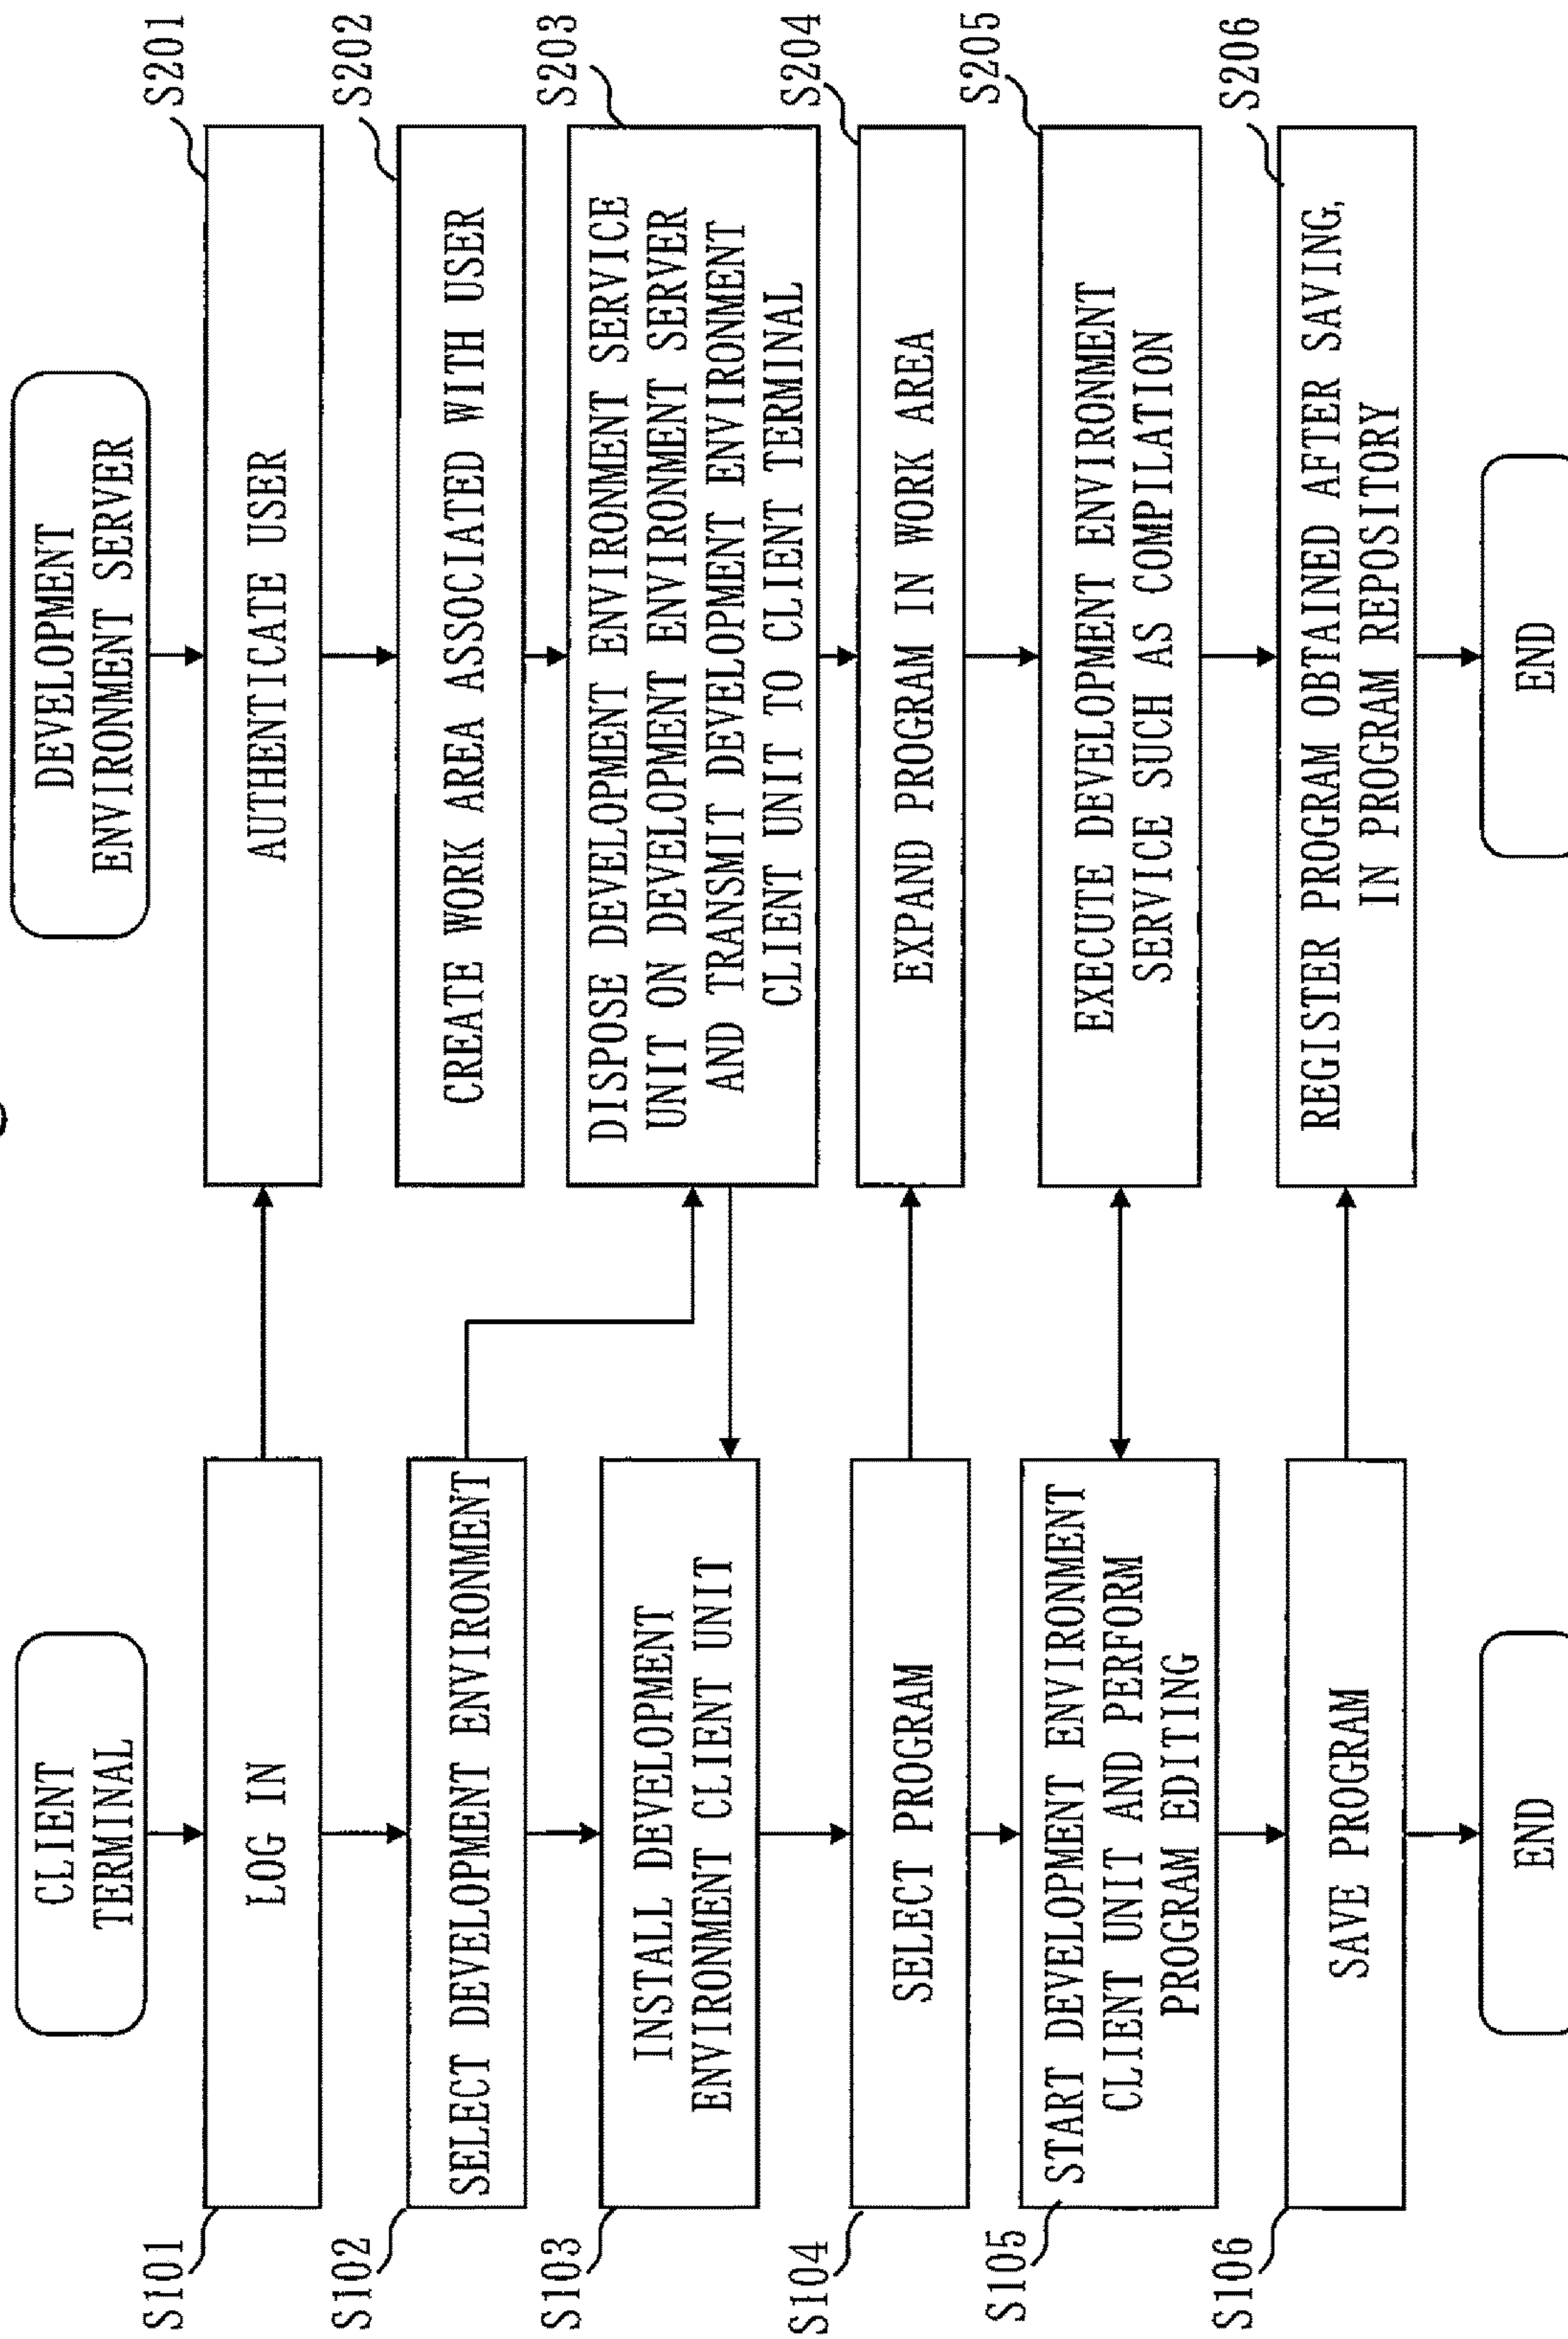 CLIENT
TERMINAL
S101
LOG IN
S102
SELECT DEVELOPMENT ENVIRONMENT
S103
INSTALL DEVELOPMENT
ENVIRONMENT CLIENT UNIT
S104
SELECT PROGRAM
S105
START DEVELOPMENT ENVIRONMENT
CLIENT UNIT AND PERFORM
PROGRAM EDITING
S106
SAVE PROGRAM
END
DEVELOPMENT
ENVIRONMENT SERVER
S201
AUTHENTICATE USER
S202
CREATE WORK AREA ASSOCIATED WITH USER
S203
DISPOSE DEVELOPMENT ENVIRONMENT SERVICE
UNIT ON DEVELOPMENT ENVIRONMENT SERVER
AND TRANSMIT DEVELOPMENT ENVIRONMENT
CLIENT UNIT TO CLIENT TERMINAL
S204
EXPAND PROGRAM IN WORK AREA
S205
EXECUTE DEVELOPMENT ENVIRONMENT
SERVICE SUCH AS COMPILATION
S206
REGISTER PROGRAM OBTAINED AFTER SAVING,
IN PROGRAM REPOSITORY
END